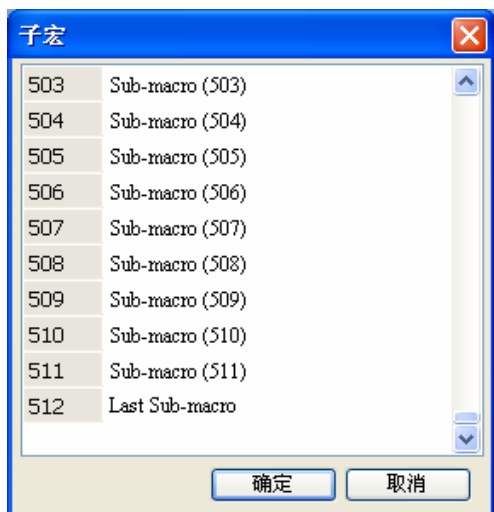 子宏
503 Sub-macro (503)
504 Sub-macro (504)
505 Sub-macro (505)
506 Sub-macro (506)
507 Sub-macro (507)
508 Sub-macro (508)
509 Sub-macro (509)
510 Sub-macro (510)
511 Sub-macro (511)
512 Last Sub-macro
确定 取消